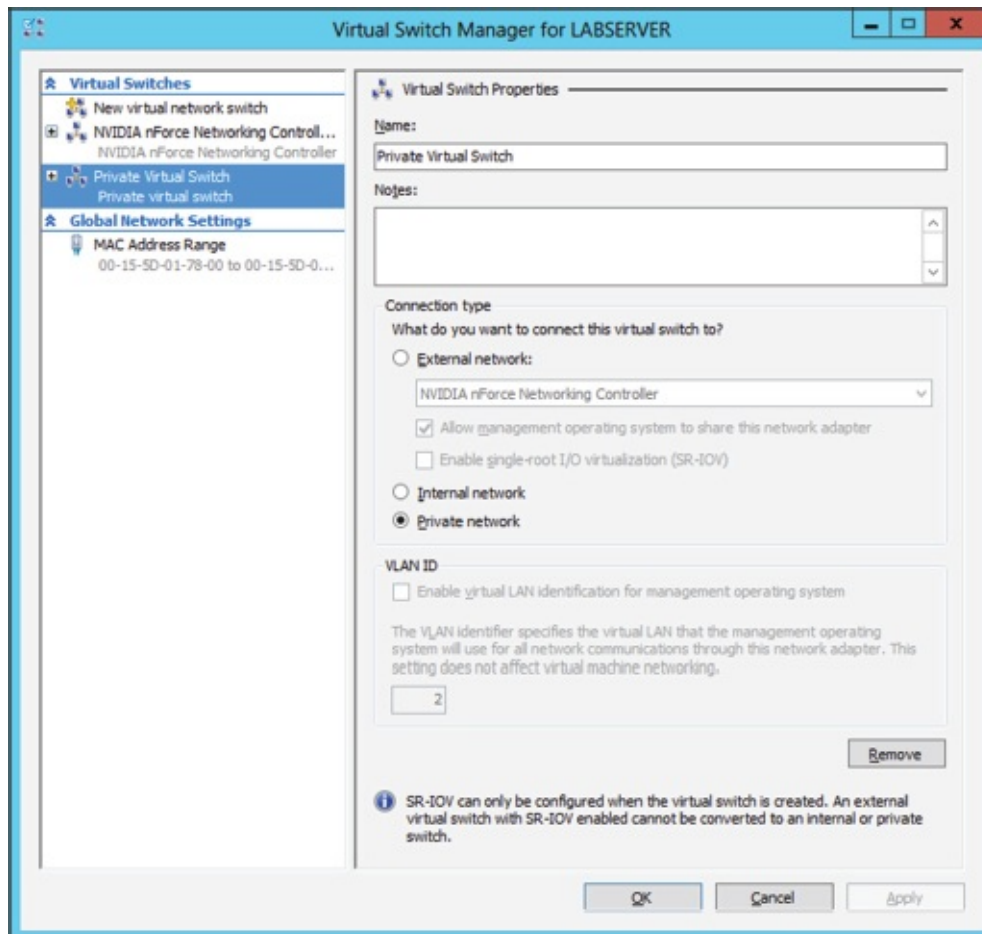 Virtual Switch Manager for LABSERVER
Virtual Switches
New virtual network switch
NVIDIA nForce Networking Controll...
NVIDIA nForce Networking Controller
Private Virtual Switch
Private virtual switch
Global Network Settings
MAC Address Range
00-15-5D-01-78-00 to 00-15-5D-0...
Virtual Switch Properties
Name:
Private Virtual Switch
Notes:
Connection type
What do you want to connect this virtual switch to?
External network:
NVIDIA nForce Networking Controller
Allow management operating system to share this network adapter
Enable single-root I/O virtualization (SR-IOV)
Internal network
Private network
VLAN ID
Enable virtual LAN identification for management operating system
The VLAN identifier specifies the virtual LAN that the management operating
system will use for all network communications through this network adapter. This
setting does not affect virtual machine networking.
2
Remove
SR-IOV can only be configured when the virtual switch is created. An external
virtual switch with SR-IOV enabled cannot be converted to an internal or private
switch.
OK
Cancel
Apply